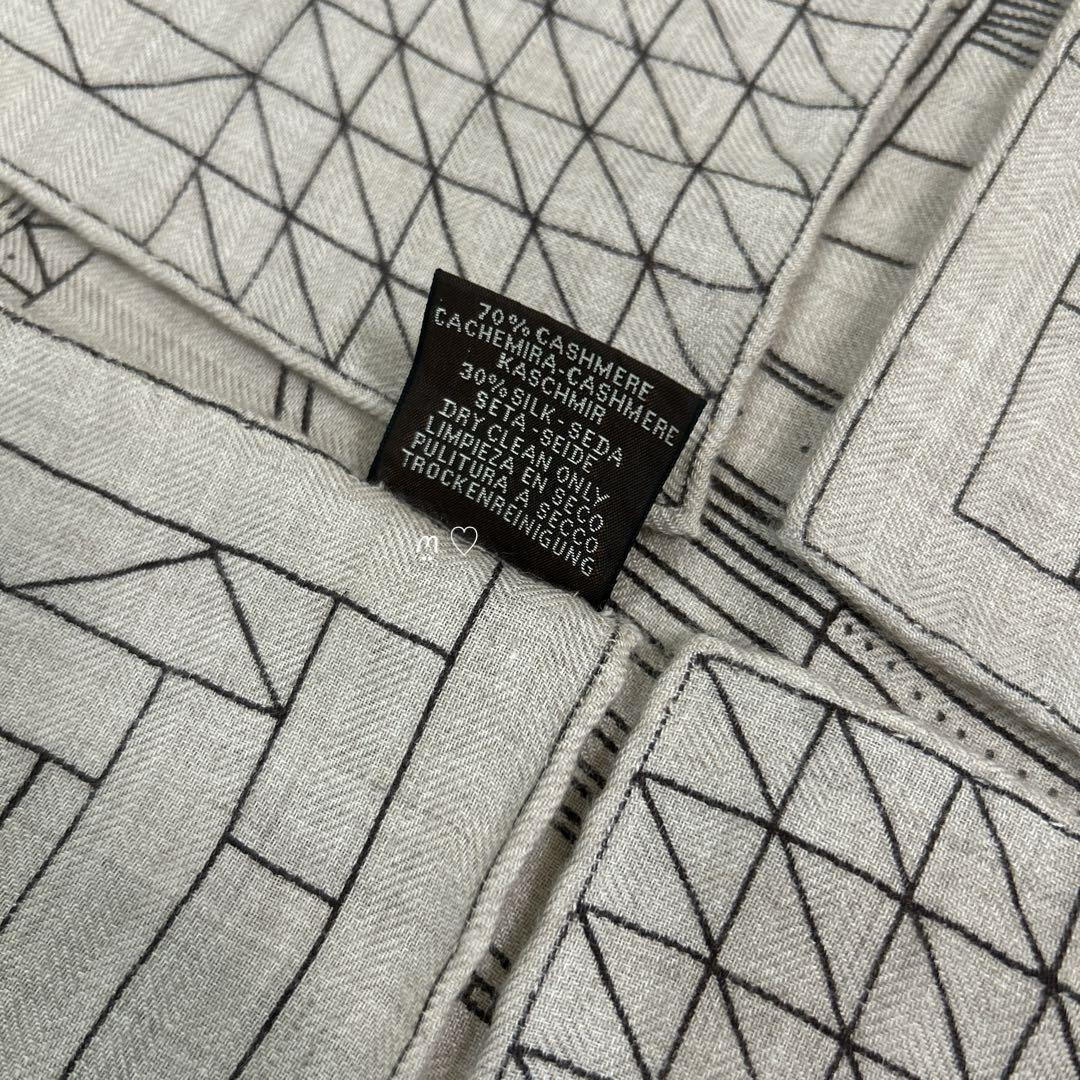 70% CASHMERE
CACHEMIRA-CASHMERE
KASCHMIR
30% SILK - SEDA
SETA - SEIDE
DRY CLEAN ONLY
LIMPIEZA EN SECO
PULITURA A SECCO
TROCKENREINIGUNG
m ♡